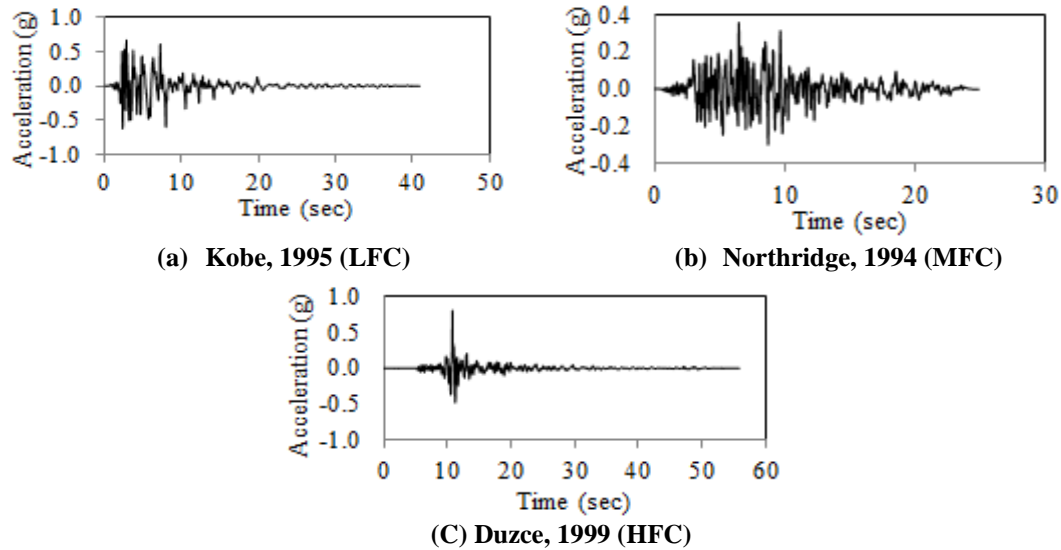 Acceleration (g)
1.0
0.5
0.0
-0.5
-1.0
0 10 20 30 40 50
Time (sec)
(a) Kobe, 1995 (LFC)
Acceleration (g)
0.4
0.2
0.0
-0.2
-0.4
0 10 20 30
Time (sec)
(b) Northridge, 1994 (MFC)
Acceleration (g)
1.0
0.5
0.0
-0.5
-1.0
0 10 20 30 40 50 60
Time (sec)
(C) Duzce, 1999 (HFC)